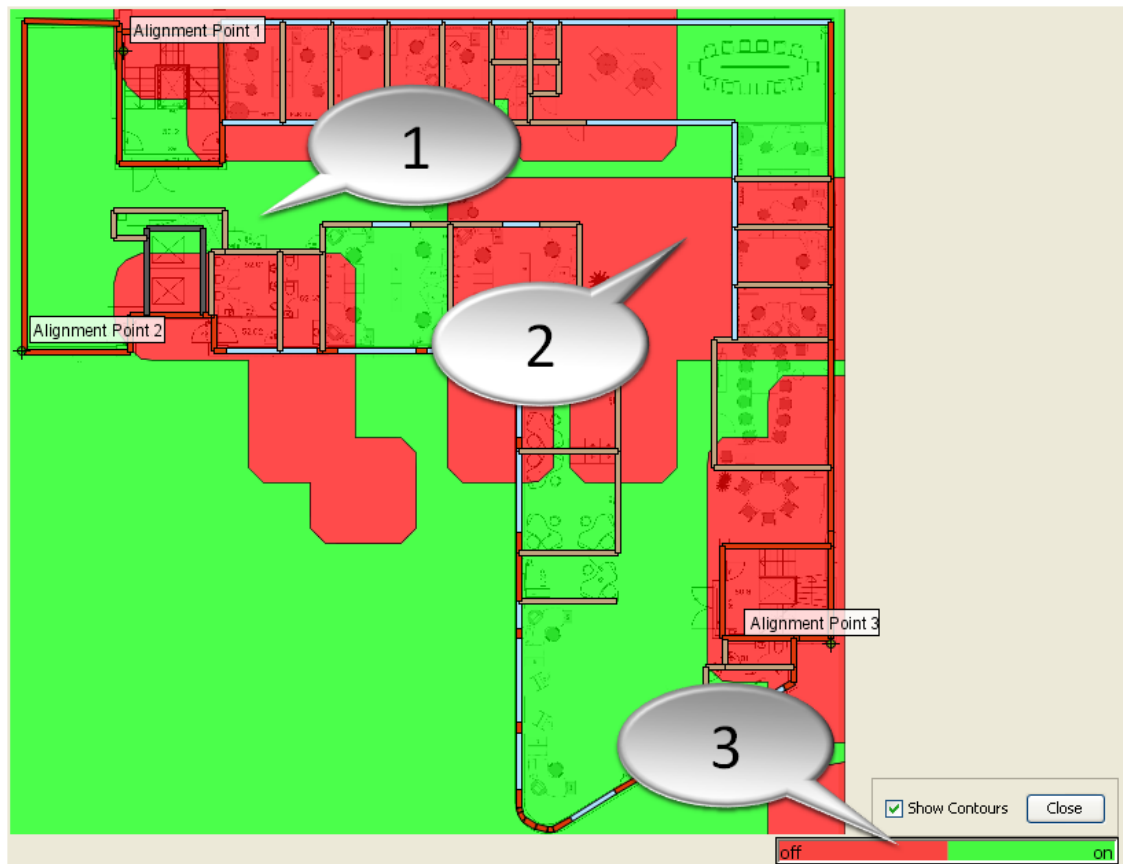 Alignment Point 1
1
2
Alignment Point 2
Alignment Point 3
3
Show Contours
Close
off
on